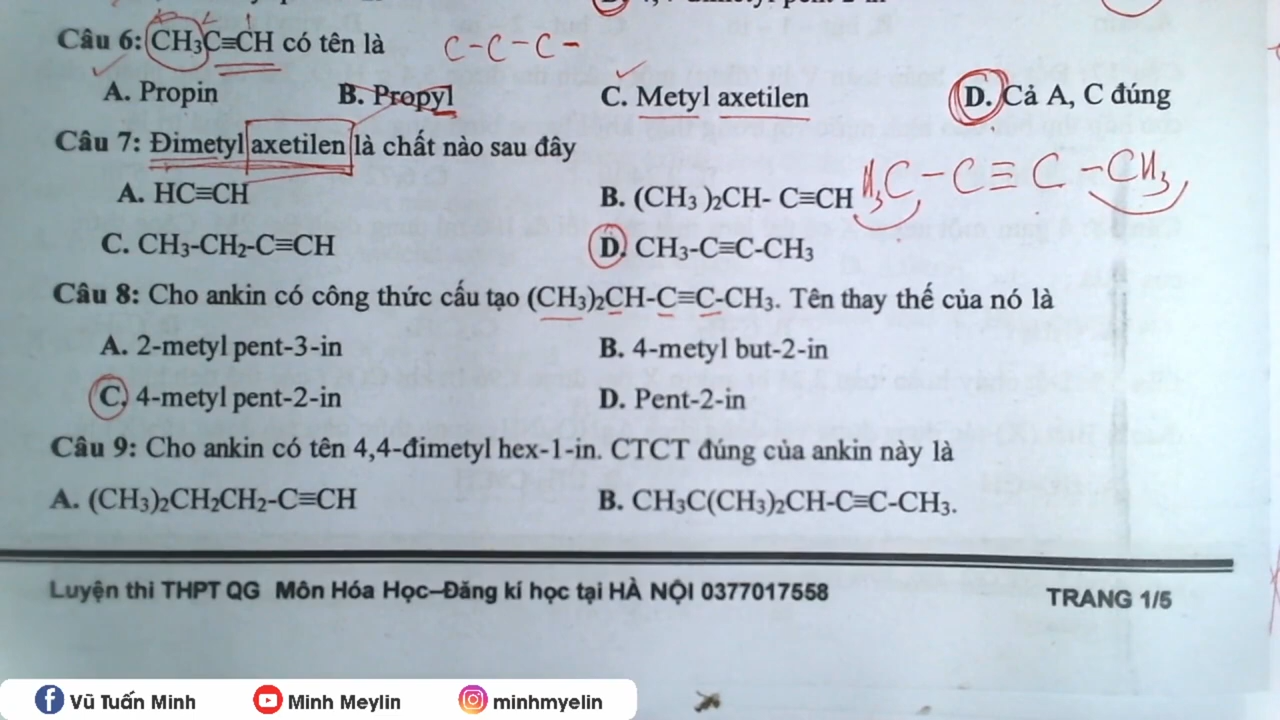 Câu 6: CH₃C≡CH có tên là C-C-C-
A. Propin B. Propyl C. Metyl axetilen D. Cả A, C đúng
Câu 7: Đimetyl axetilen là chất nào sau đây
A. HC≡CH B. (CH₃ )₂CH- C≡CH H₃C - C ≡ C - CH₃
C. CH₃-CH₂-C≡CH D. CH₃-C≡C-CH₃
Câu 8: Cho ankin có công thức cấu tạo (CH₃)₂CH-C≡C-CH₃. Tên thay thế của nó là
A. 2-metyl pent-3-in B. 4-metyl but-2-in
C. 4-metyl pent-2-in D. Pent-2-in
Câu 9: Cho ankin có tên 4,4-đimetyl hex-1-in. CTCT đúng của ankin này là
A. (CH₃)₂CH₂CH₂-C≡CH B. CH₃C(CH₃)₂CH-C≡C-CH₃.
Luyện thi THPT QG Môn Hóa Học–Đăng kí học tại HÀ NỘI 0377017558
TRANG 1/5
Vũ Tuấn Minh Minh Meylin minhmyelin